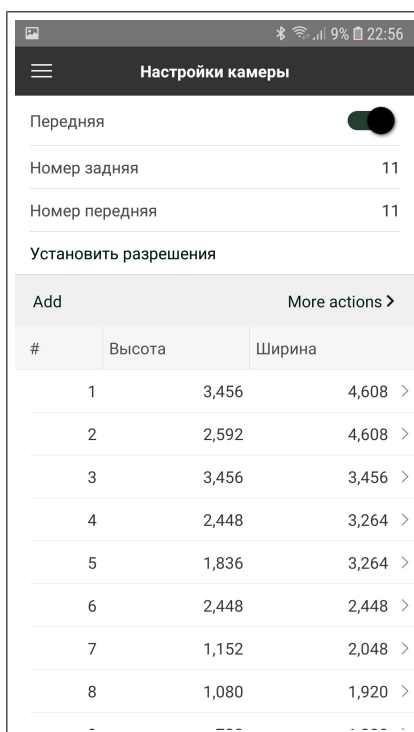 9% 22:56
Настройки камеры
Передняя
Номер задняя 11
Номер передняя 11
Установить разрешения
Add More actions
# Высота Ширина
1 3,456 4,608
2 2,592 4,608
3 3,456 3,456
4 2,448 3,264
5 1,836 3,264
6 2,448 2,448
7 1,152 2,048
8 1,080 1,920